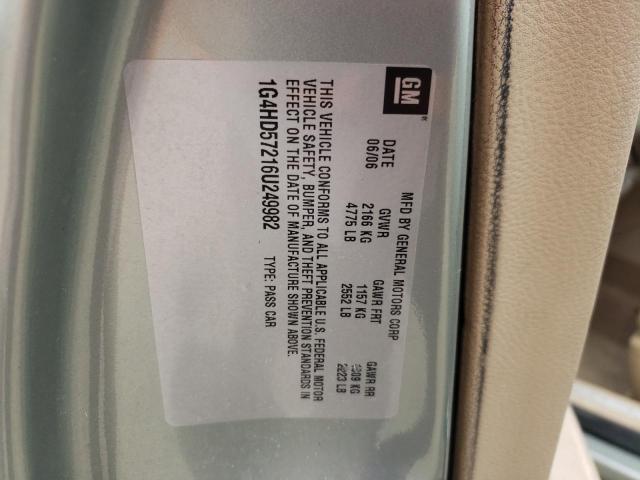 GM
MFD BY GENERAL MOTORS CORP
DATE GVWR GAWR FRT GAWR RR
06/06 2166 KG 1157 KG 1009 KG
4775 LB 2552 LB 2223 LB
THIS VEHICLE CONFORMS TO ALL APPLICABLE U.S. FEDERAL MOTOR
VEHICLE SAFETY, BUMPER, AND THEFT PREVENTION STANDARDS IN
EFFECT ON THE DATE OF MANUFACTURE SHOWN ABOVE.
1G4HD57216U249982 TYPE: PASS CAR